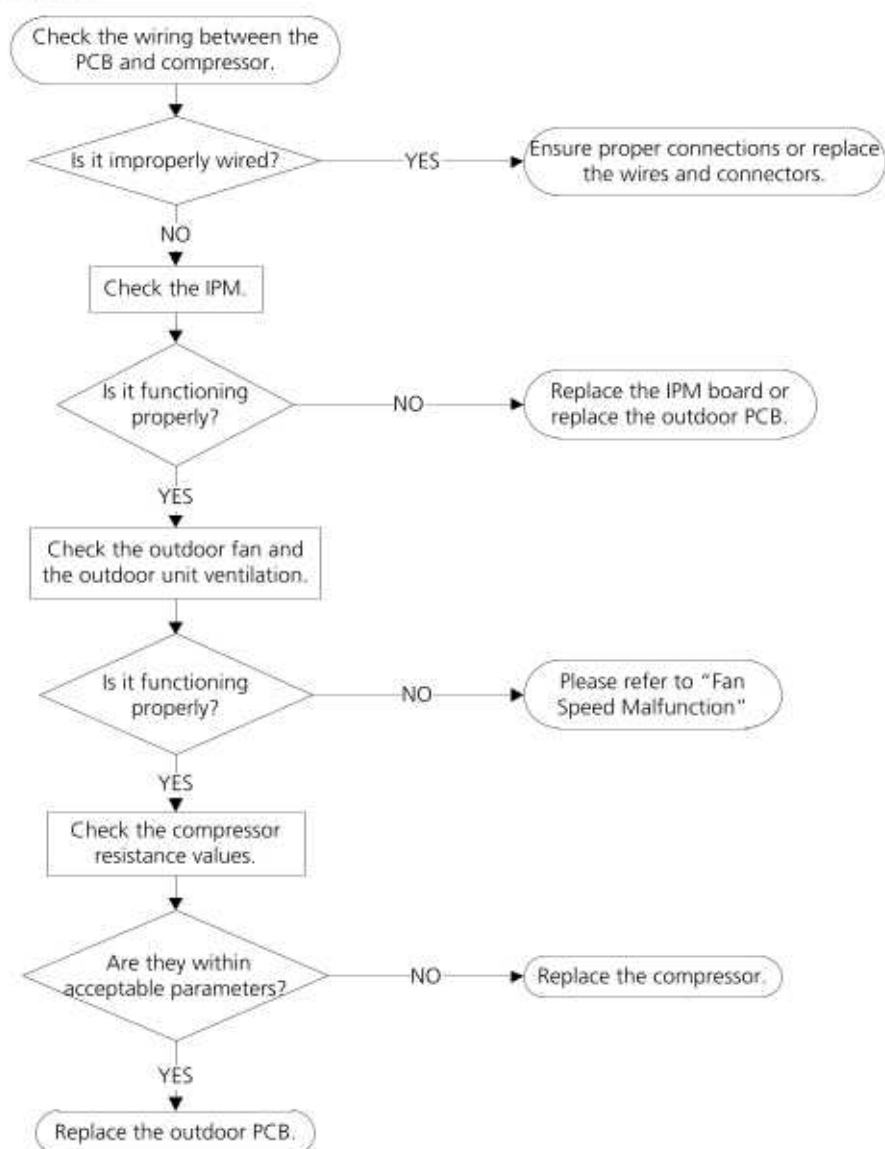 Check the wiring between the
PCB and compressor.
Is it improperly wired?
YES
Ensure proper connections or replace
the wires and connectors.
NO
Check the IPM.
Is it functioning
properly?
NO
Replace the IPM board or
replace the outdoor PCB.
YES
Check the outdoor fan and
the outdoor unit ventilation.
Is it functioning
properly?
NO
Please refer to “Fan
Speed Malfunction”
YES
Check the compressor
resistance values.
Are they within
acceptable parameters?
NO
Replace the compressor.
YES
Replace the outdoor PCB.